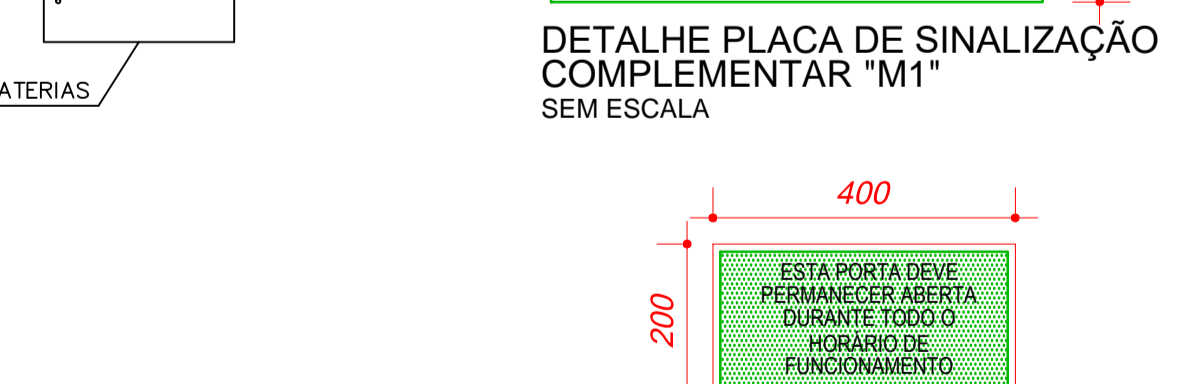 DETALHE PLACA DE SINALIZAÇÃO
COMPLEMENTAR "M1"
SEM ESCALA
ATERIAS
400
200
ESTA PORTA DEVE
PERMANECER ABERTA
DURANTE TODO O
HORÁRIO DE
FUNCIONAMENTO